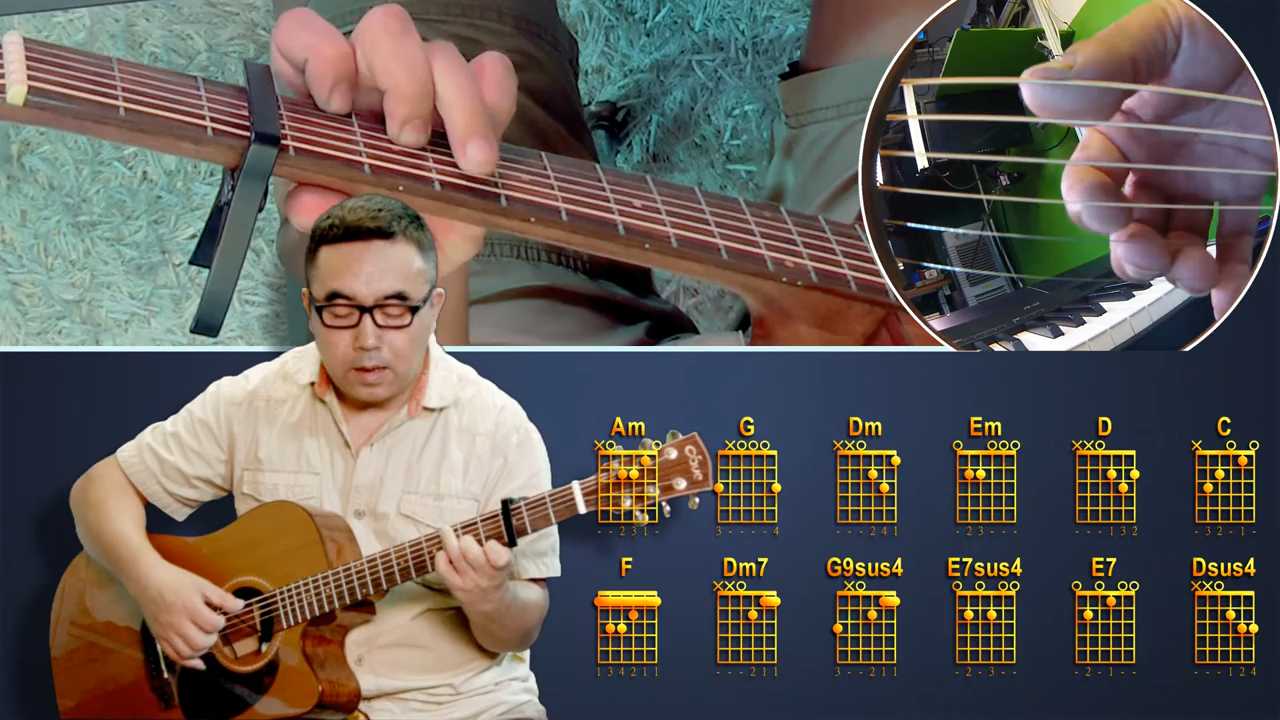 Cove
Am G Dm Em D C
- - 2 3 1 - 3 - - - - 4 - - - 2 4 1 - 2 3 - - - - - - 1 3 2 - 3 2 - 1 -
F Dm7 G9sus4 E7sus4 E7 Dsus4
1 3 4 2 1 1 - - - 2 1 1 3 - - 2 1 1 - 2 - 3 - - - 2 - 1 - - - - - 1 2 4